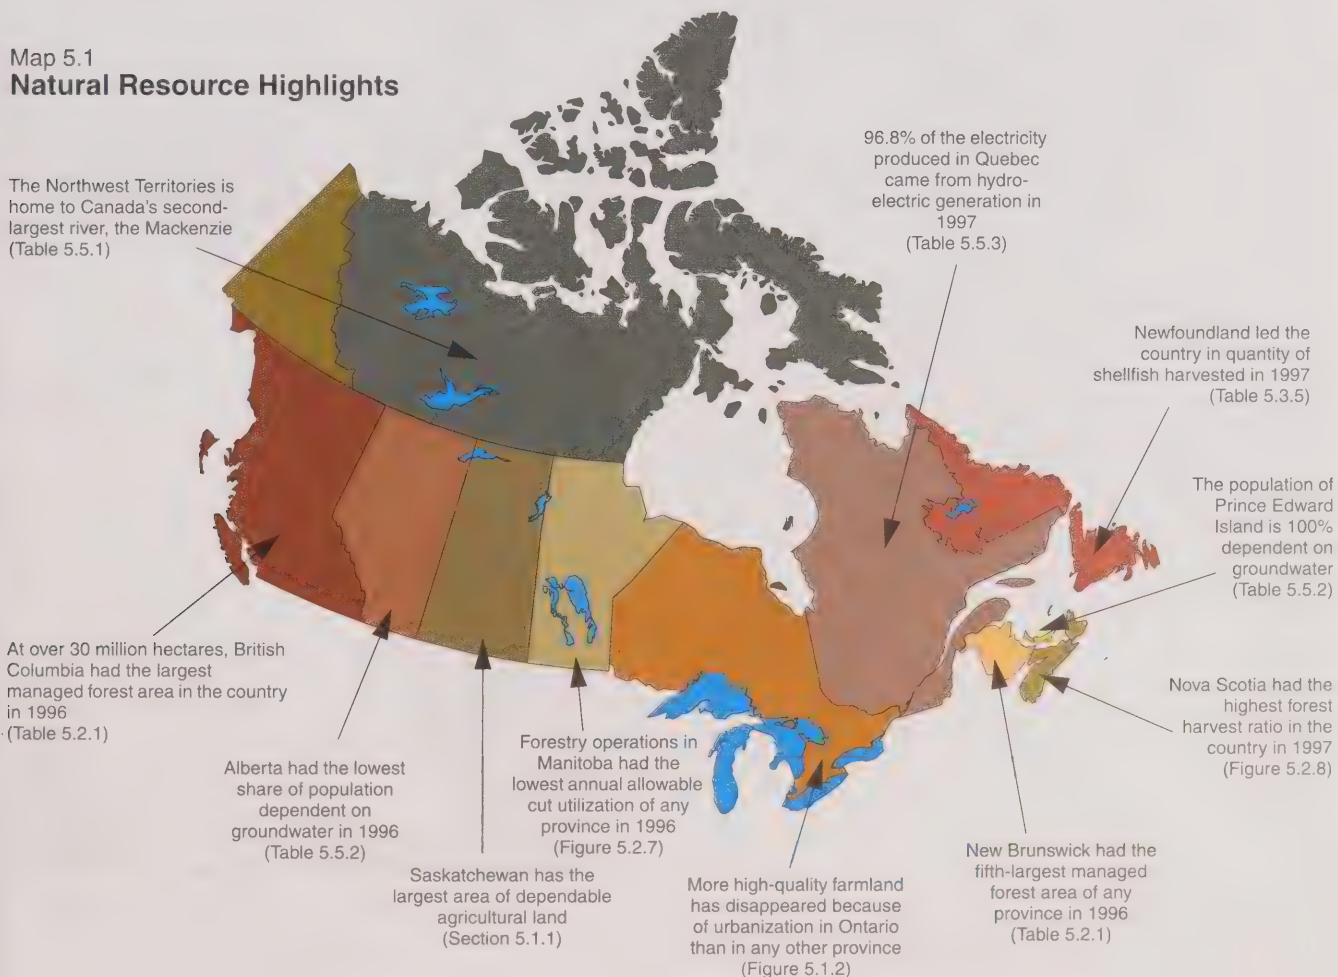 Map 5.1
Natural Resource Highlights
The Northwest Territories is
home to Canada's second-
largest river, the Mackenzie
(Table 5.5.1)
96.8% of the electricity
produced in Quebec
came from hydro-
electric generation in
1997
(Table 5.5.3)
Newfoundland led the
country in quantity of
shellfish harvested in 1997
(Table 5.3.5)
The population of
Prince Edward
Island is 100%
dependent on
groundwater
(Table 5.5.2)
Nova Scotia had the
highest forest
harvest ratio in the
country in 1997
(Figure 5.2.8)
At over 30 million hectares, British
Columbia had the largest
managed forest area in the country
in 1996
(Table 5.2.1)
Alberta had the lowest
share of population
dependent on
groundwater in 1996
(Table 5.5.2)
Saskatchewan has the
largest area of dependable
agricultural land
(Section 5.1.1)
Forestry operations in
Manitoba had the
lowest annual allowable
cut utilization of any
province in 1996
(Figure 5.2.7)
More high-quality farmland
has disappeared because
of urbanization in Ontario
than in any other province
(Figure 5.1.2)
New Brunswick had the
fifth-largest managed
forest area of any
province in 1996
(Table 5.2.1)